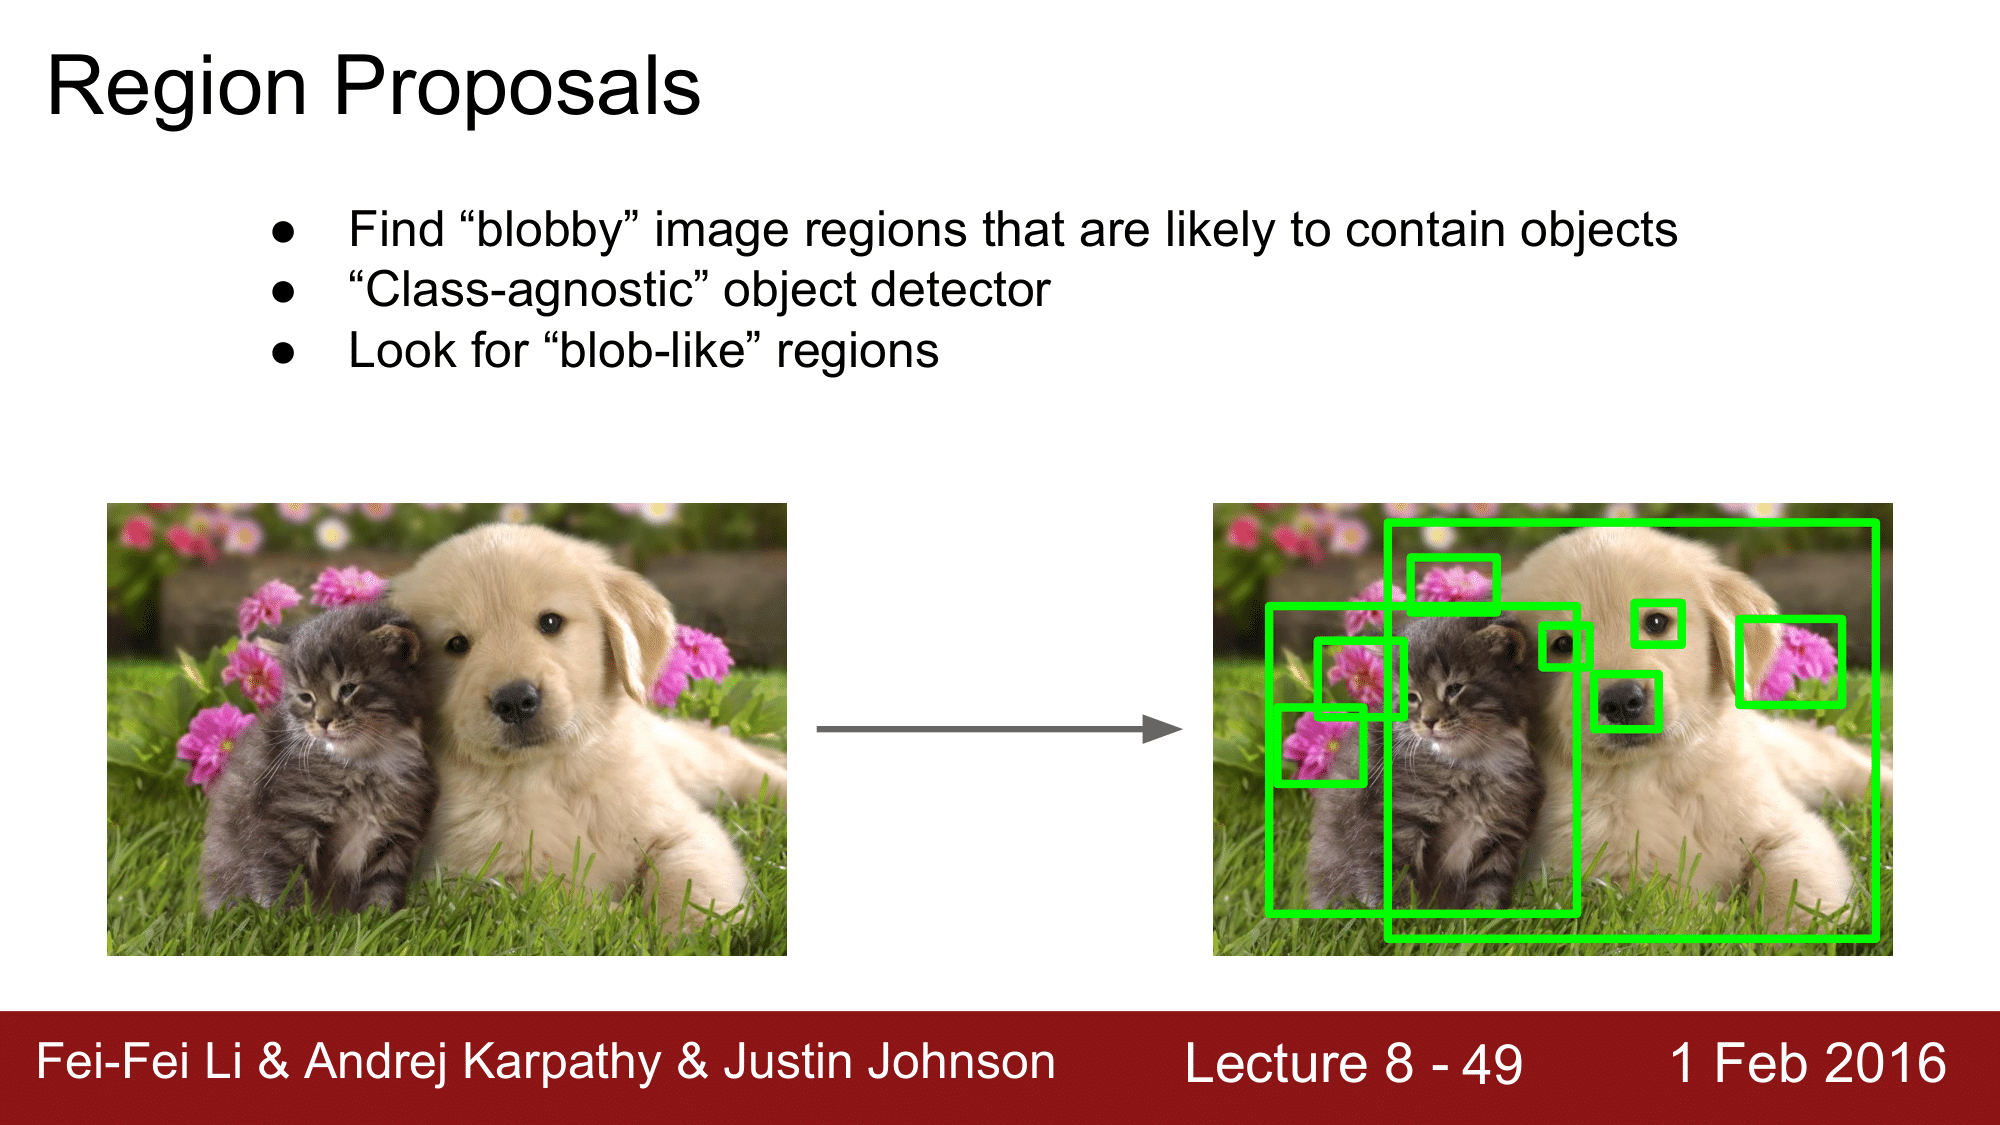 Region Proposals
● Find “blobby” image regions that are likely to contain objects
● “Class-agnostic” object detector
● Look for “blob-like” regions
Fei-Fei Li & Andrej Karpathy & Justin Johnson Lecture 8 - 49 1 Feb 2016